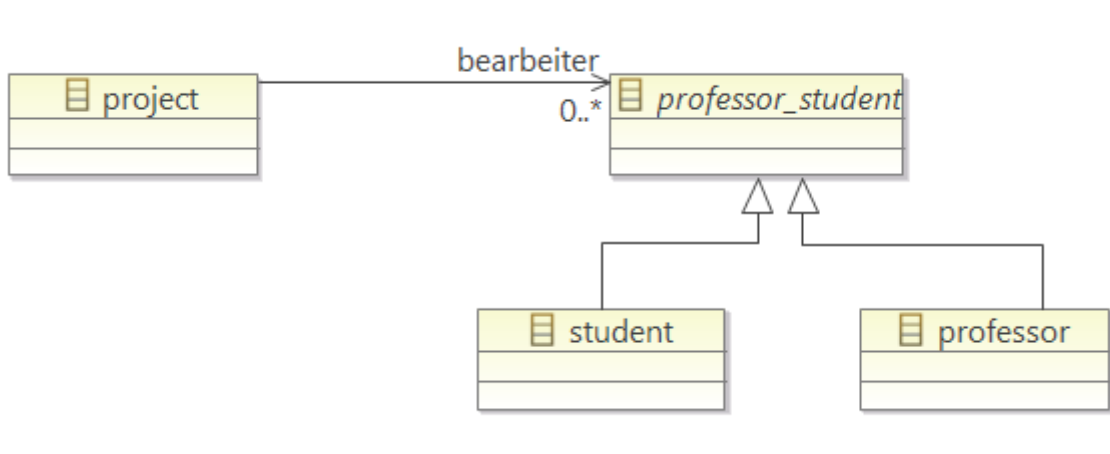 bearbeiter
project
0..*
professor_student
student
professor